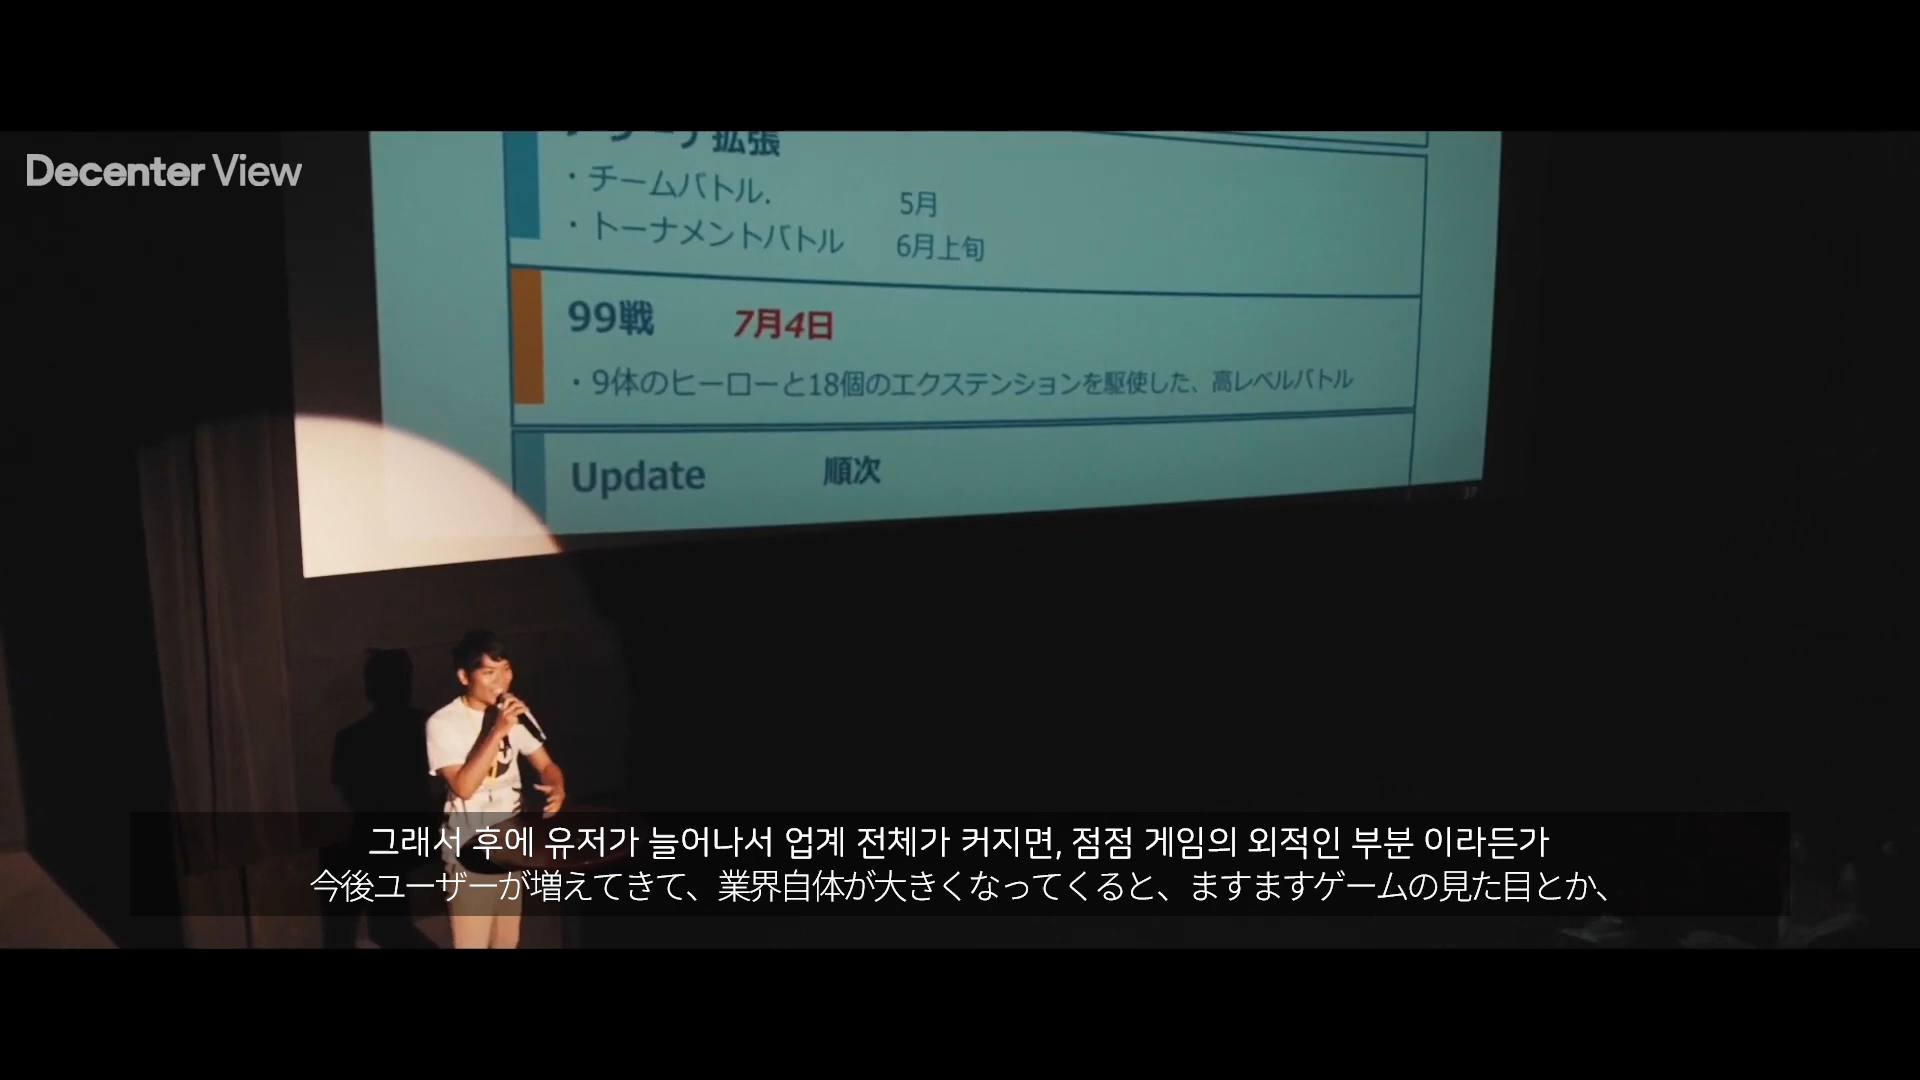 Decenter View
拡張
・チームバトル.
5月
・トーナメントバトル
6月上旬
99戦
7月4日
・9体のヒーローと18個のエクステンションを駆使した、高レベルバトル
Update
順次
37
그래서 후에 유저가 늘어나서 업계 전체가 커지면, 점점 게임의 외적인 부분 이라든가
今後ユーザーが増えてきて、業界自体が大きくなってくると、ますますゲームの見た目とか、